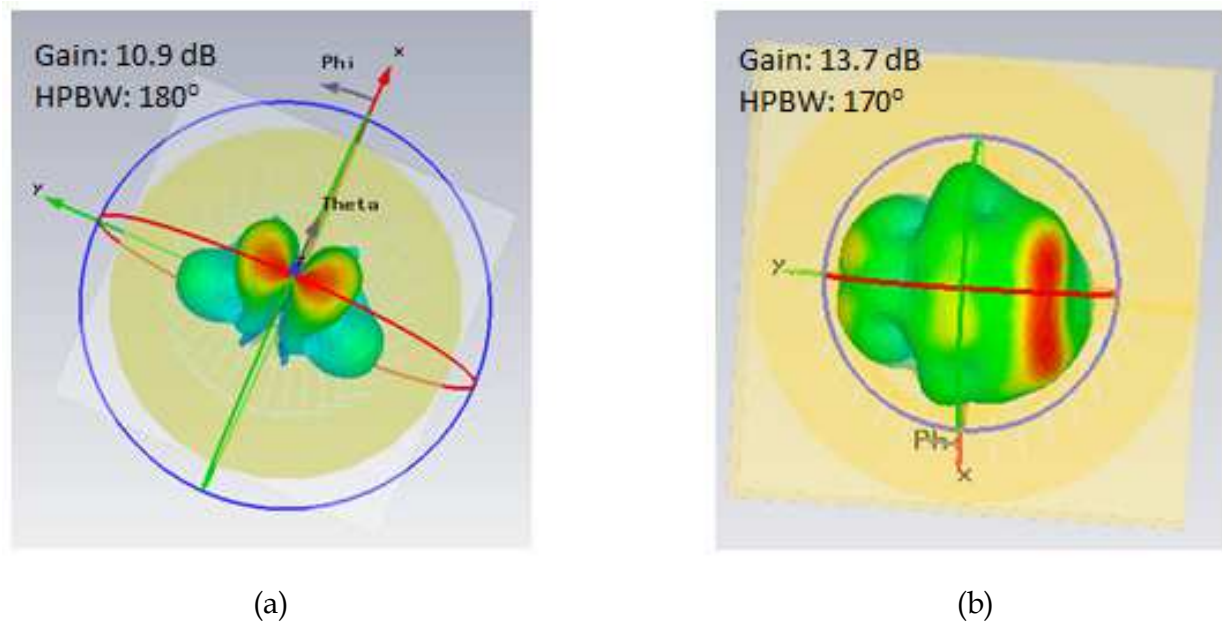 Gain: 10.9 dB
HPBW: 180°
Phi
x
y
Theta
(a)
Gain: 13.7 dB
HPBW: 170°
y
Ph
x
(b)